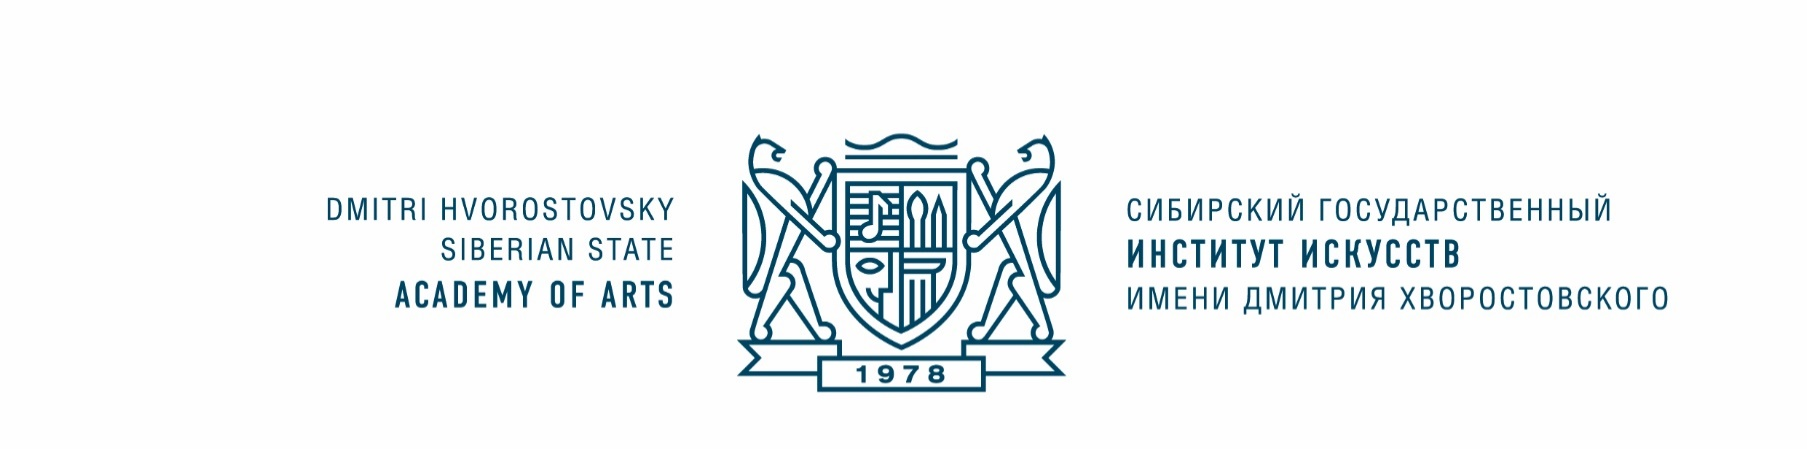 DMITRI HVOROSTOVSKY
SIBERIAN STATE
ACADEMY OF ARTS
1978
СИБИРСКИЙ ГОСУДАРСТВЕННЫЙ
ИНСТИТУТ ИСКУССТВ
ИМЕНИ ДМИТРИЯ ХВОРОСТОВСКОГО